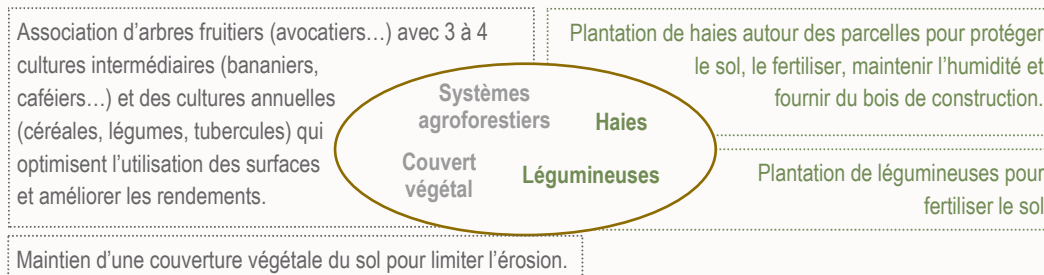 Association d'arbres fruitiers (avocatiers…) avec 3 à 4
cultures intermédiaires (bananiers,
caféiers…) et des cultures annuelles
(céréales, légumes, tubercules) qui
optimisent l'utilisation des surfaces
et améliorer les rendements.
Plantation de haies autour des parcelles pour protéger
le sol, le fertiliser, maintenir l'humidité et
fournir du bois de construction.
Systèmes
agroforestiers
Haies
Couvert
végétal
Légumineuses
Plantation de légumineuses pour
fertiliser le sol
Maintien d'une couverture végétale du sol pour limiter l'érosion.